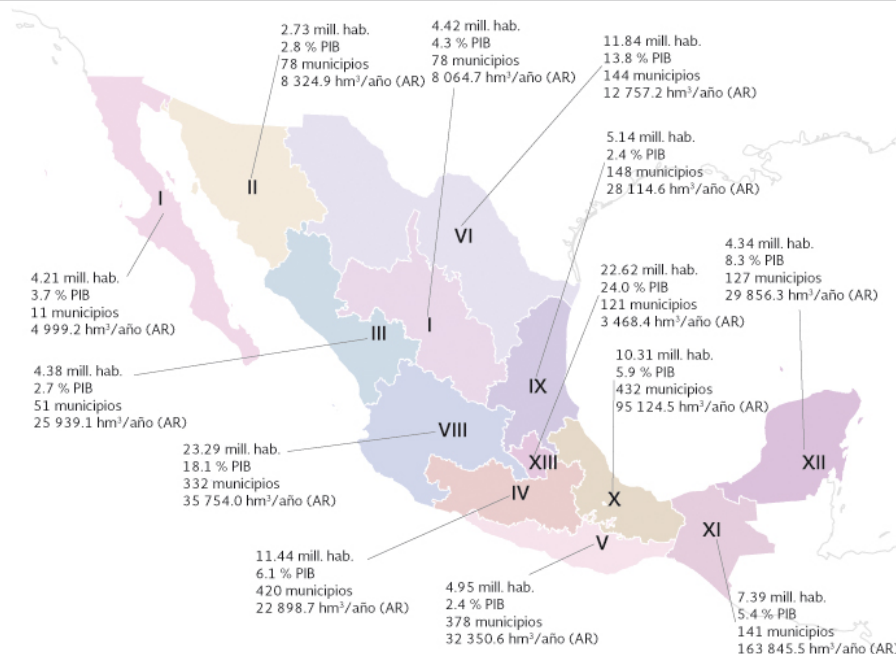 2.73 mill. hab.
2.8 % PIB
78 municipios
8 324.9 hm³/año (AR)
4.42 mill. hab.
4.3 % PIB
78 municipios
8 064.7 hm³/año (AR)
11.84 mill. hab.
13.8 % PIB
144 municipios
12 757.2 hm³/año (AR)
5.14 mill. hab.
2.4 % PIB
148 municipios
28 114.6 hm³/año (AR)
I
II
VI
4.34 mill. hab.
8.3 % PIB
127 municipios
29 856.3 hm³/año (AR)
22.62 mill. hab.
24.0 % PIB
121 municipios
3 468.4 hm³/año (AR)
4.21 mill. hab.
3.7 % PIB
11 municipios
4 999.2 hm³/año (AR)
III
I
IX
10.31 mill. hab.
5.9 % PIB
432 municipios
95 124.5 hm³/año (AR)
4.38 mill. hab.
2.7 % PIB
51 municipios
25 939.1 hm³/año (AR)
VIII
XIII
XII
23.29 mill. hab.
18.1 % PIB
332 municipios
35 754.0 hm³/año (AR)
IV
X
V
XI
11.44 mill. hab.
6.1 % PIB
420 municipios
22 898.7 hm³/año (AR)
4.95 mill. hab.
2.4 % PIB
378 municipios
32 350.6 hm³/año (AR)
7.39 mill. hab.
5.4 % PIB
141 municipios
163 845.5 hm³/año (AR)